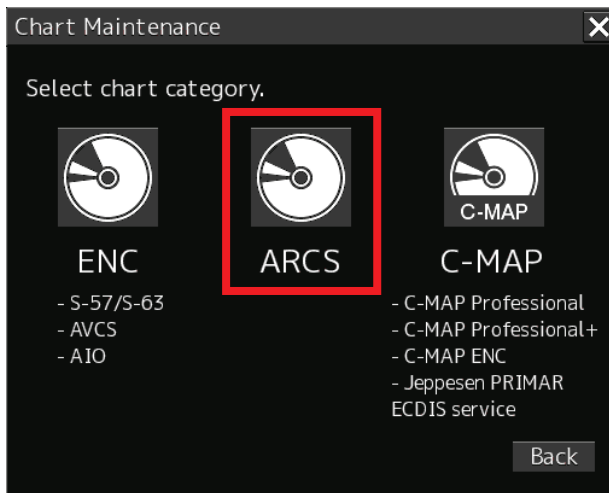 Chart Maintenance
Select chart category.
C-MAP
ENC
ARCS
C-MAP
- S-57/S-63
- AVCS
- AIO
- C-MAP Professional
- C-MAP Professional+
- C-MAP ENC
- Jeppesen PRIMAR
ECDIS service
Back